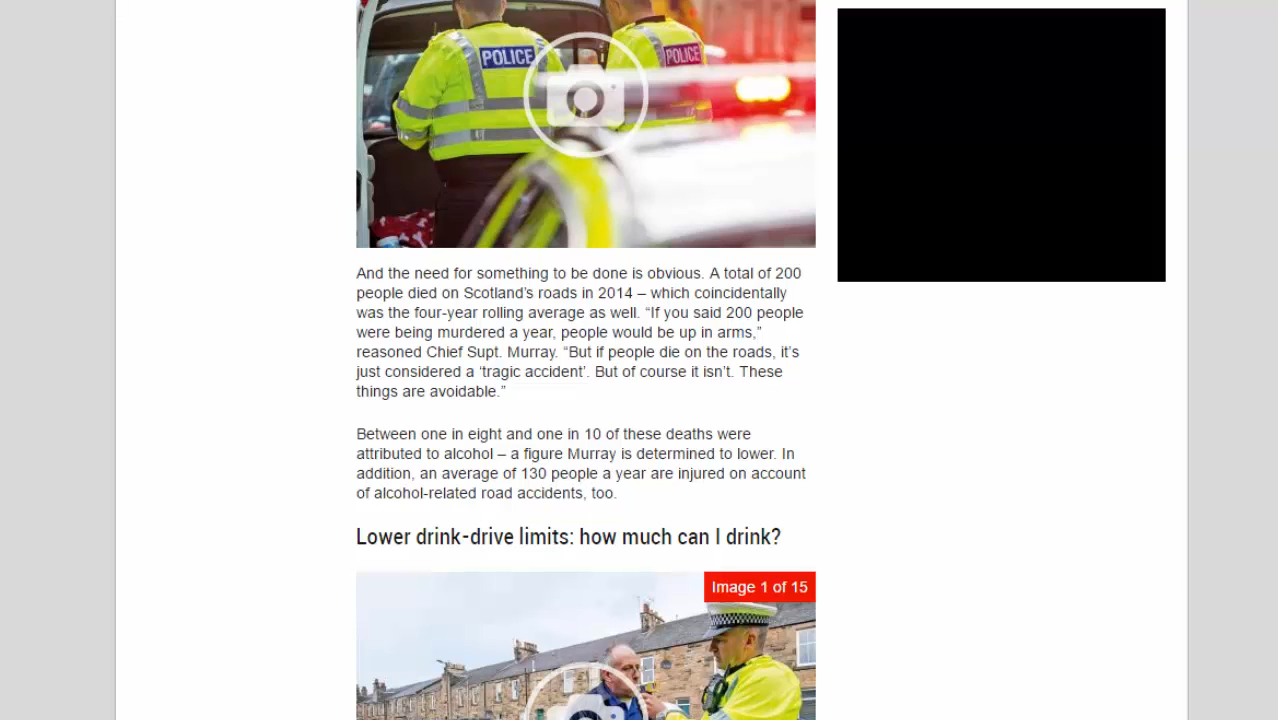 POLICE
POLICE
And the need for something to be done is obvious. A total of 200
people died on Scotland’s roads in 2014 – which coincidentally
was the four-year rolling average as well. “If you said 200 people
were being murdered a year, people would be up in arms,”
reasoned Chief Supt. Murray. “But if people die on the roads, it’s
just considered a ‘tragic accident’. But of course it isn’t. These
things are avoidable.”
Between one in eight and one in 10 of these deaths were
attributed to alcohol – a figure Murray is determined to lower. In
addition, an average of 130 people a year are injured on account
of alcohol-related road accidents, too.
Lower drink-drive limits: how much can I drink?
Image 1 of 15